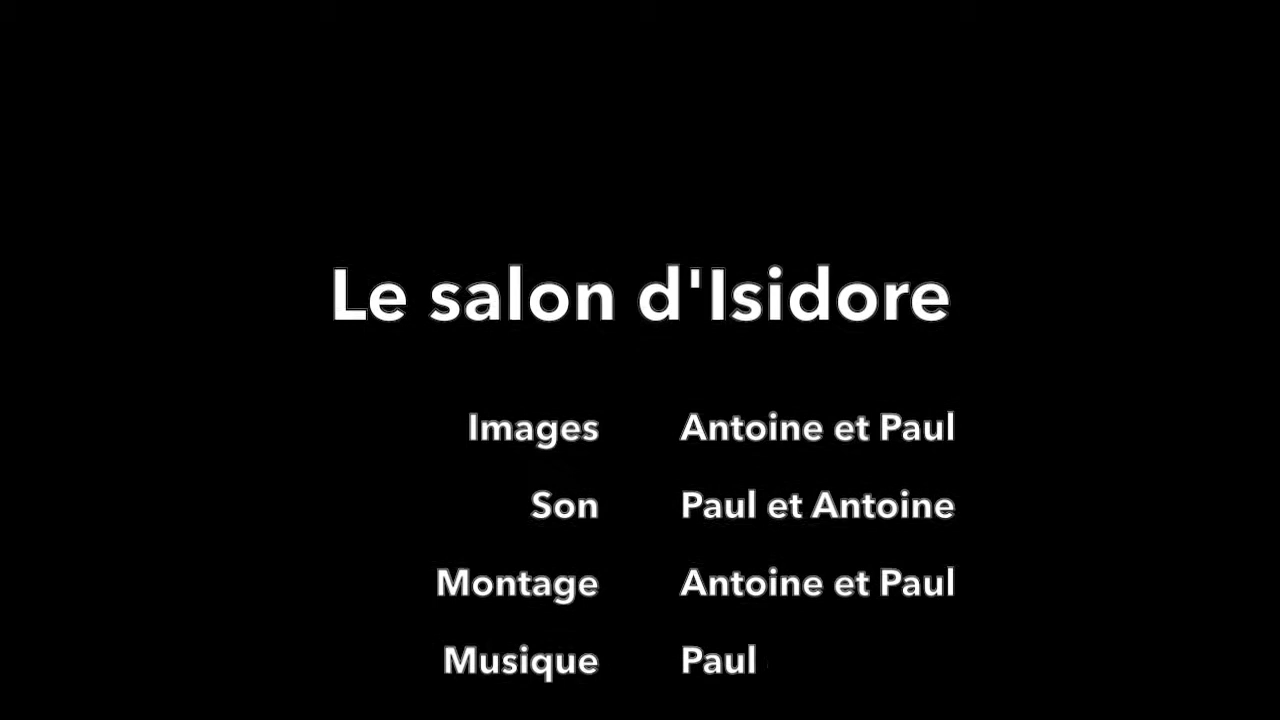 Le salon d'Isidore
Images Antoine et Paul
Son Paul et Antoine
Montage Antoine et Paul
Musique Paul